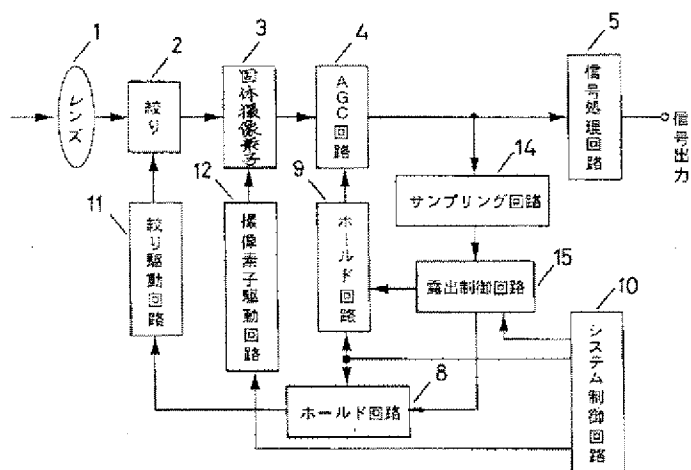 1
2
3
4
5
レンズ
絞り
固体撮像素子
AGC回路
信号処理回路
信号出力
14
サンプリング回路
9
12
11
絞り駆動回路
撮像素子駆動回路
ホールド回路
露出制御回路
15
10
システム制御回路
8
ホールド回路